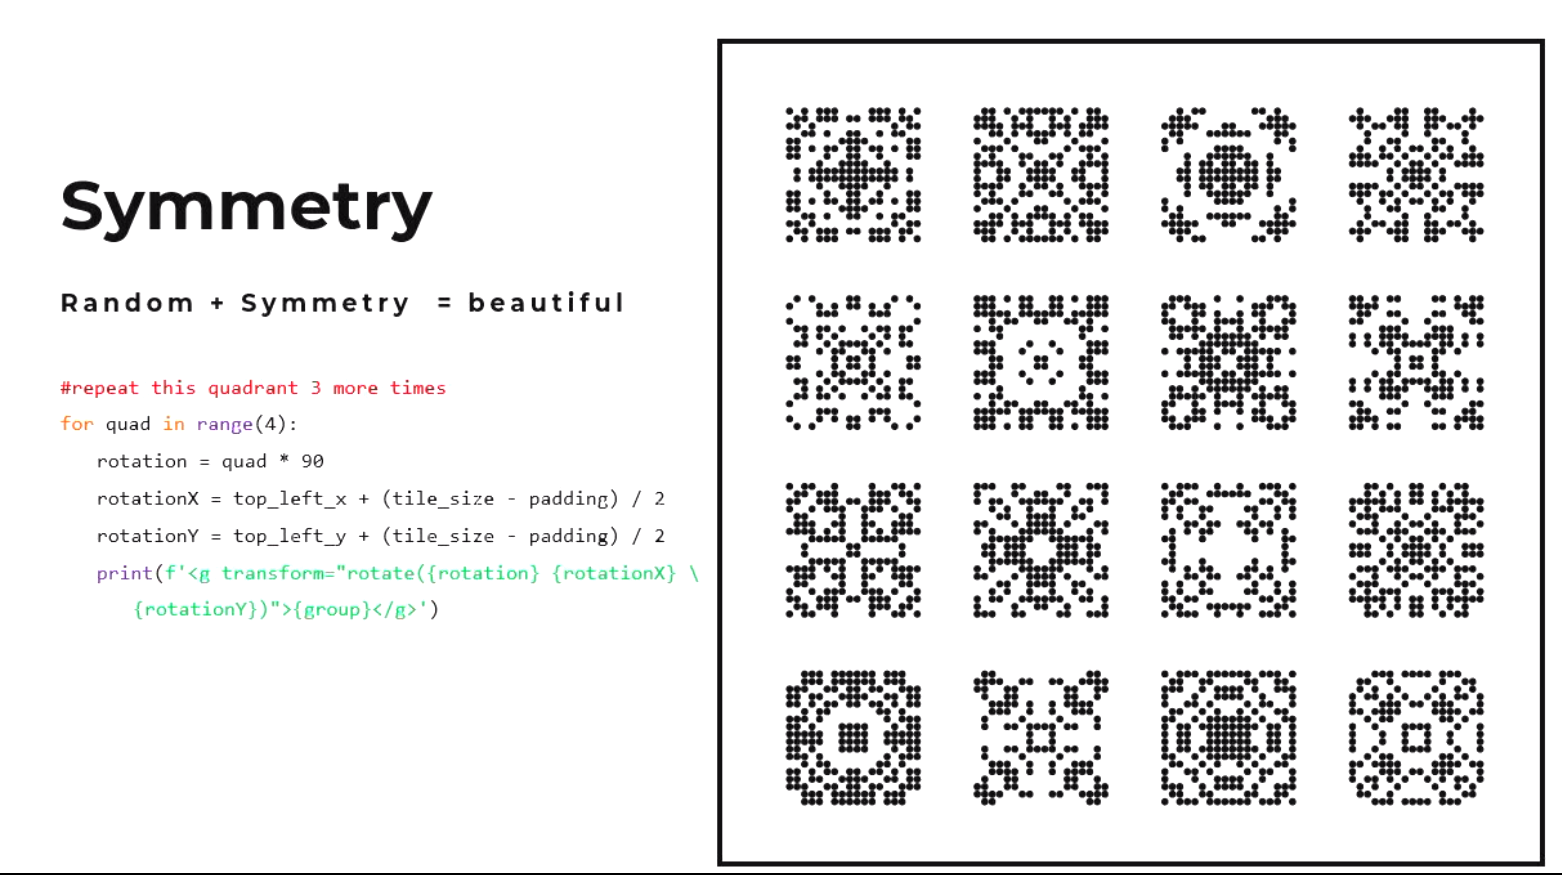 Symmetry
Random + Symmetry = beautiful
#repeat this quadrant 3 more times
for quad in range(4):
rotation = quad * 90
rotationX = top_left_x + (tile_size - padding) / 2
rotationY = top_left_y + (tile_size - padding) / 2
print(f'<g transform="rotate({rotation} {rotationX} \
{rotationY})">{group}</g>')